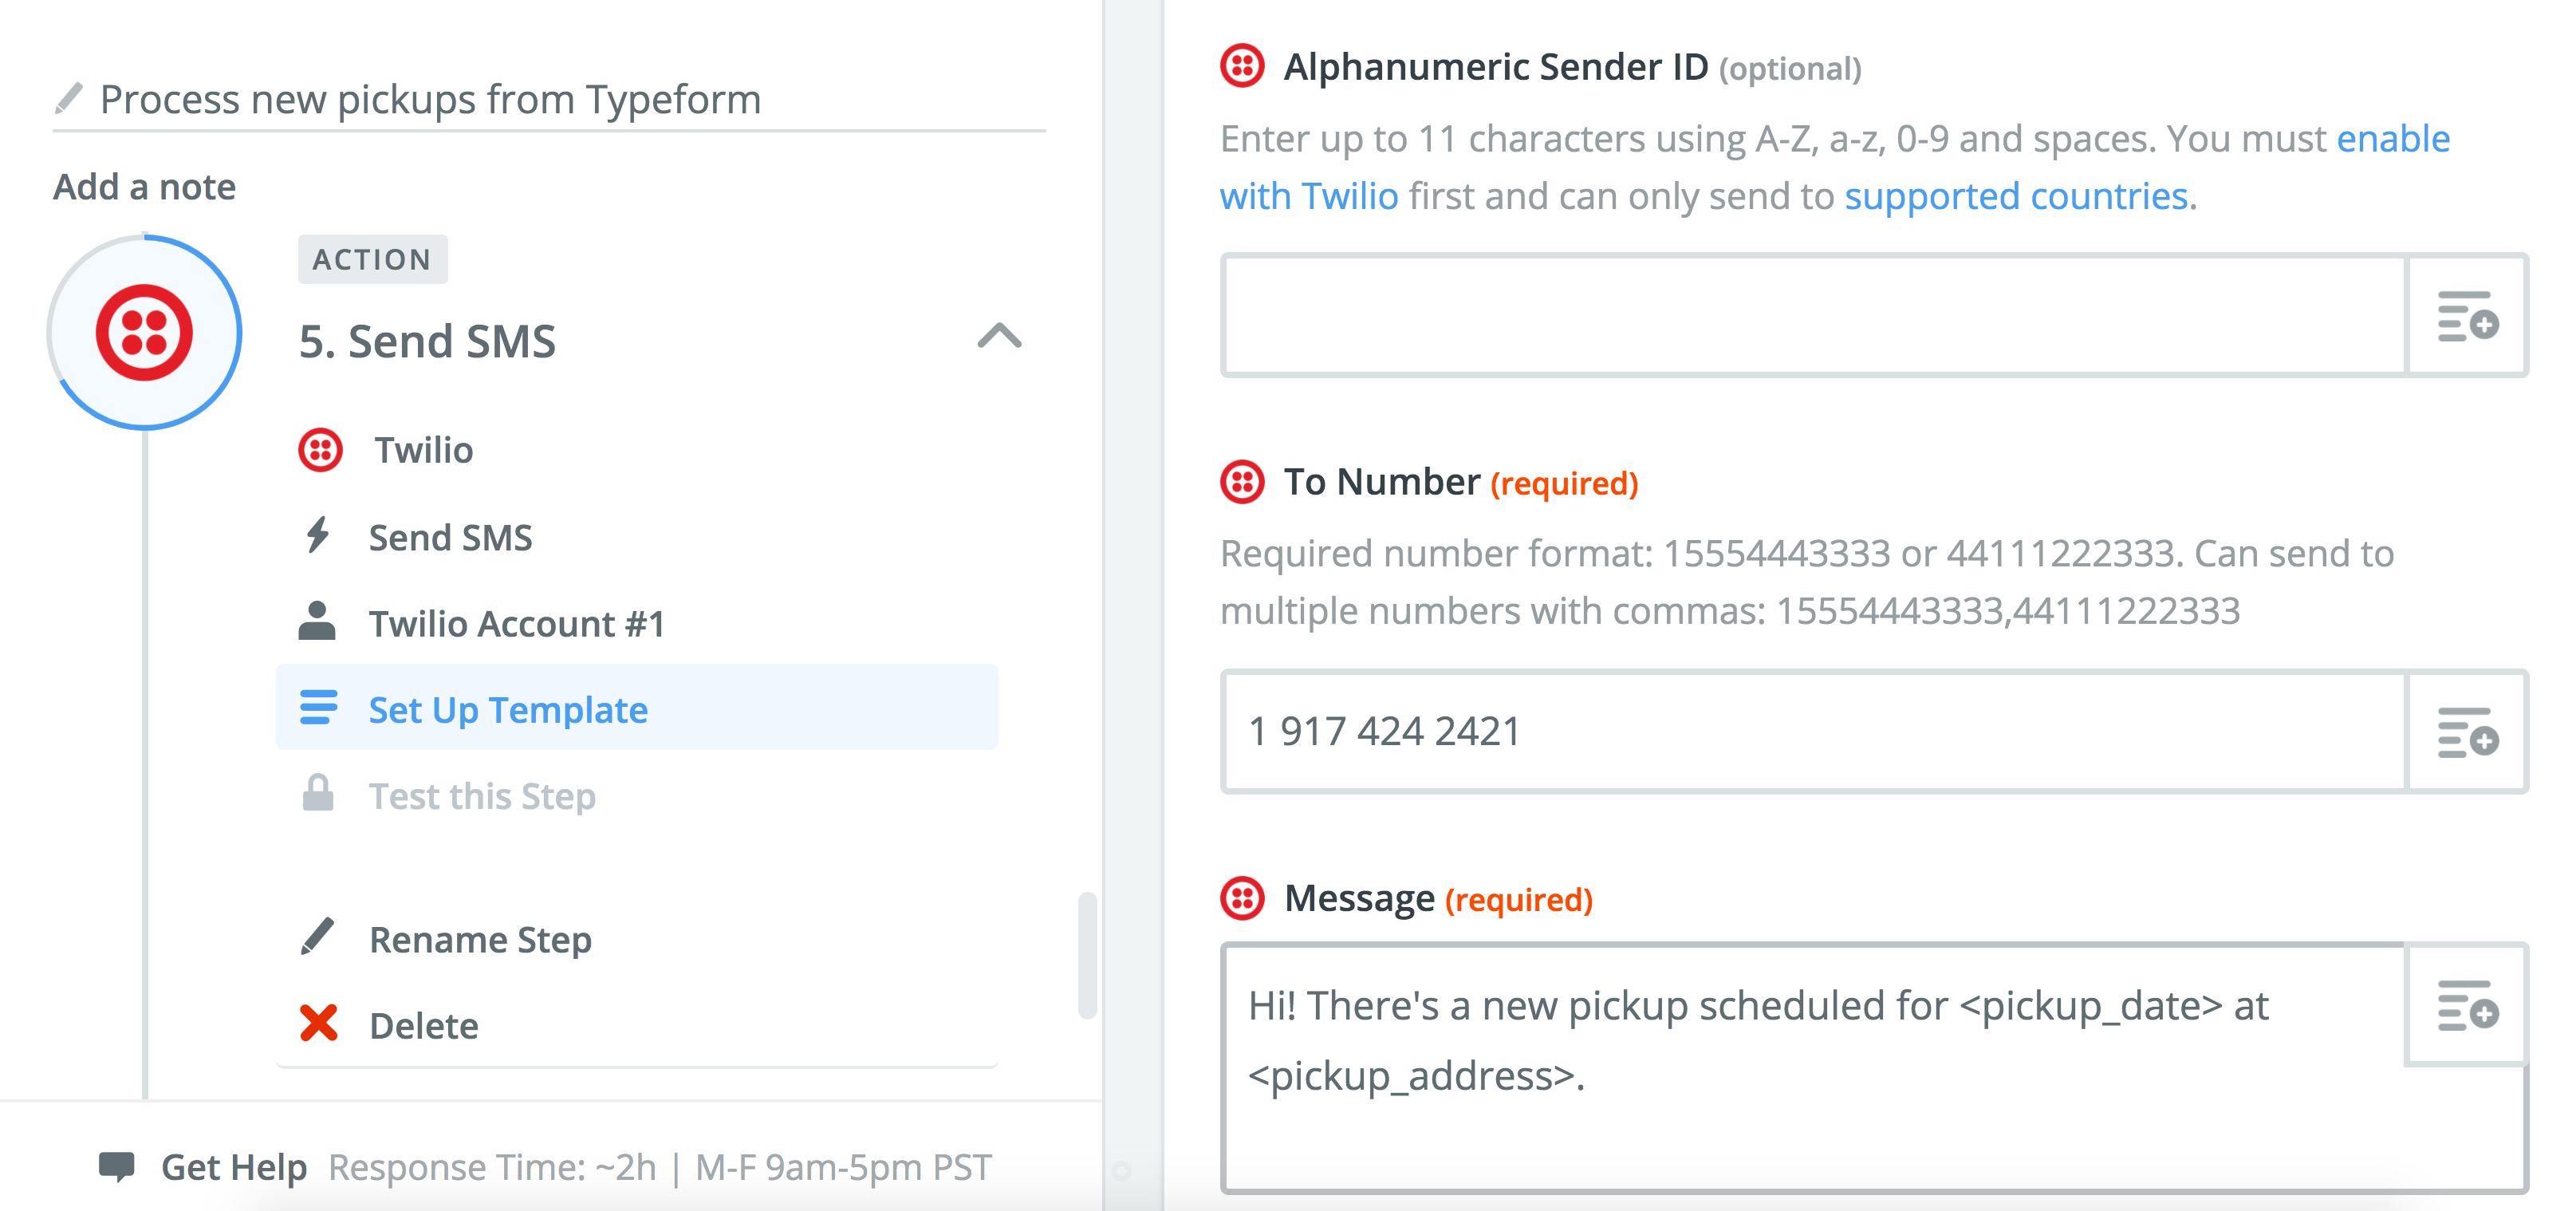 Process new pickups from Typeform
Add a note
ACTION
5. Send SMS
Twilio
Send SMS
Twilio Account #1
Set Up Template
Test this Step
Rename Step
Delete
Get Help Response Time: ~2h | M-F 9am-5pm PST
Alphanumeric Sender ID (optional)
Enter up to 11 characters using A-Z, a-z, 0-9 and spaces. You must enable
with Twilio first and can only send to supported countries.
To Number (required)
Required number format: 15554443333 or 44111222333. Can send to
multiple numbers with commas: 15554443333,44111222333
1 917 424 2421
Message (required)
Hi! There's a new pickup scheduled for <pickup_date> at
<pickup_address>.